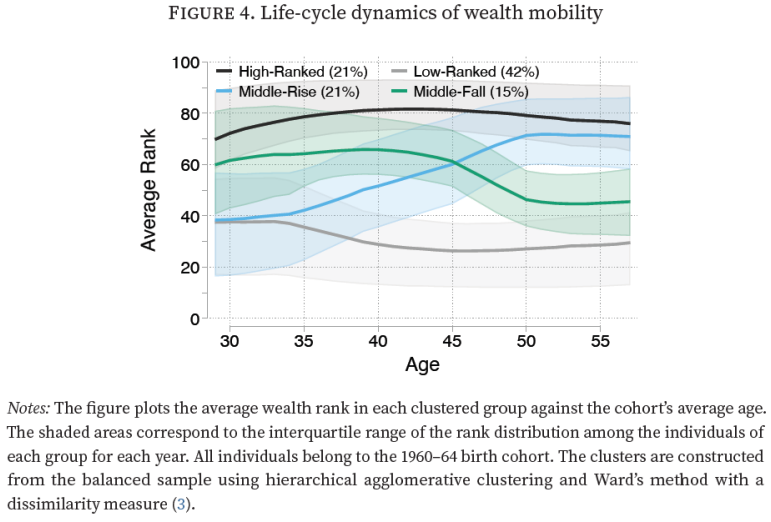 FIGURE 4. Life-cycle dynamics of wealth mobility
100
High-Ranked (21%) Low-Ranked (42%)
Middle-Rise (21%) Middle-Fall (15%)
80
60
40
20
0
Average Rank
30 35 40 45 50 55
Age
Notes: The figure plots the average wealth rank in each clustered group against the cohort’s average age.
The shaded areas correspond to the interquartile range of the rank distribution among the individuals of
each group for each year. All individuals belong to the 1960–64 birth cohort. The clusters are constructed
from the balanced sample using hierarchical agglomerative clustering and Ward’s method with a
dissimilarity measure (3).